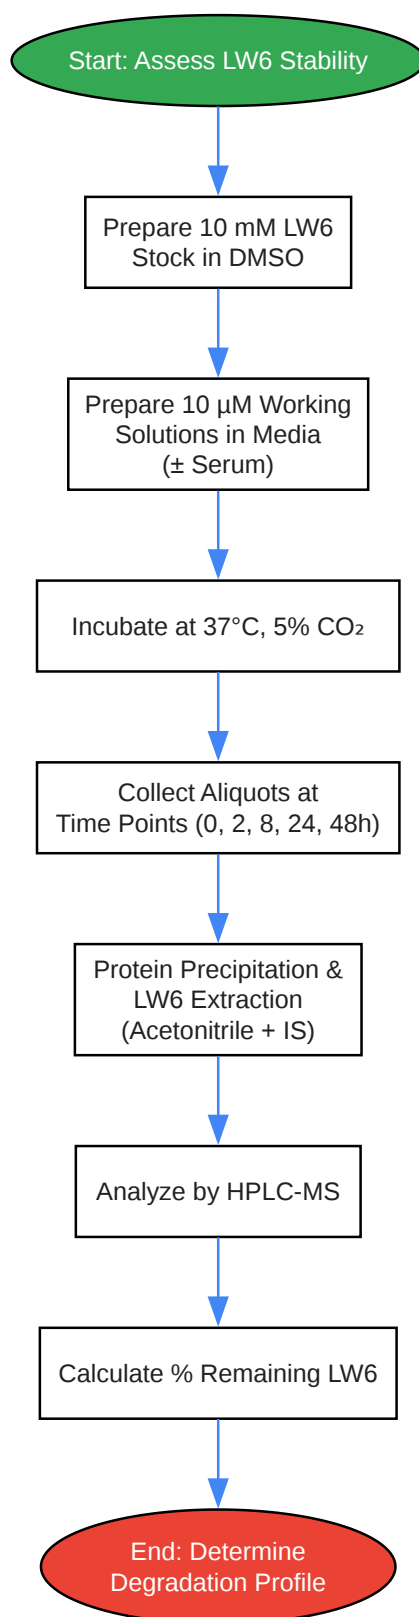 Start: Assess LW6 Stability
Prepare 10 mM LW6
Stock in DMSO
Prepare 10 µM Working
Solutions in Media
(± Serum)
Incubate at 37°C, 5% CO₂
Collect Aliquots at
Time Points (0, 2, 8, 24, 48h)
Protein Precipitation &
LW6 Extraction
(Acetonitrile + IS)
Analyze by HPLC-MS
Calculate % Remaining LW6
End: Determine
Degradation Profile